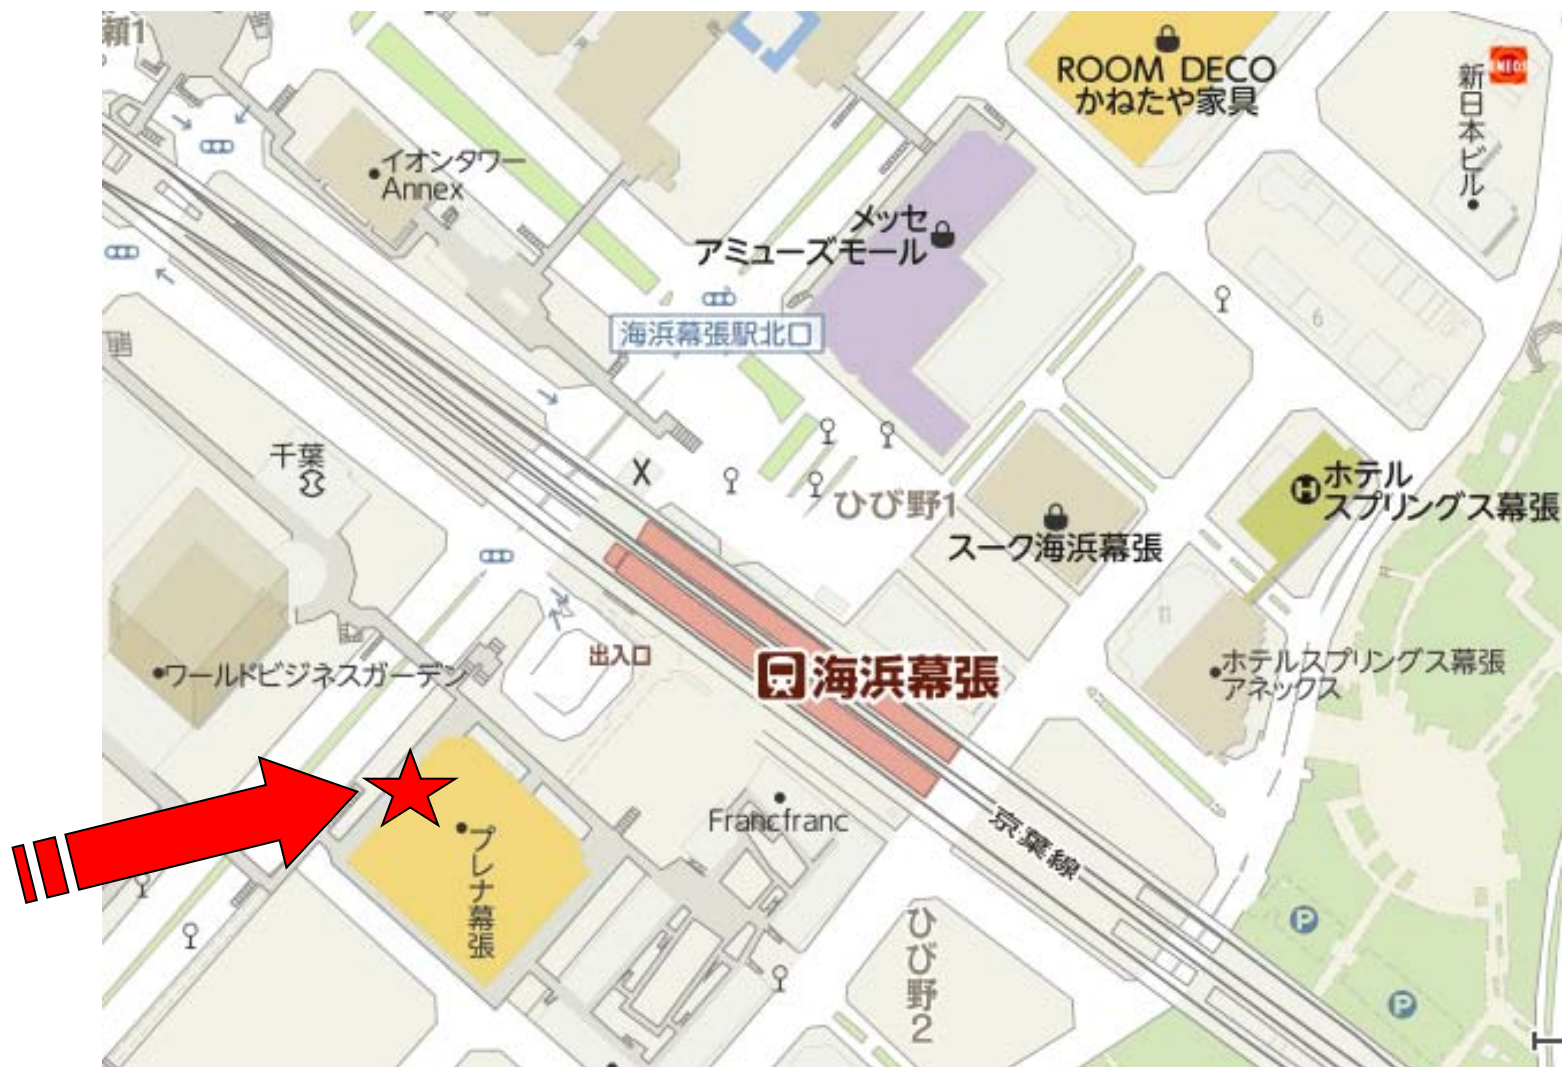 瀬1
ROOM DECO
かねたや家具
ENEOS
新日本ビル
イオンタワー
Annex
メッセ
アミューズモール
海浜幕張駅北口
6
千葉
X
ひび野1
スーク海浜幕張
ホテル
スプリングス幕張
11
ワールドビジネスガーデン
出入口
海浜幕張
ホテルスプリングス幕張
アネックス
Francfranc
プレナ幕張
京葉線
ひび野2
P
P